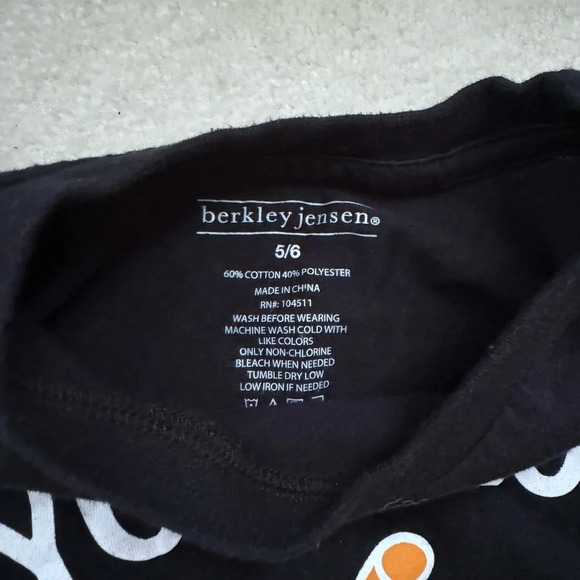 berkley jensen®
5/6
60% COTTON 40% POLYESTER
MADE IN CHINA
RN#: 104511
WASH BEFORE WEARING
MACHINE WASH COLD WITH
LIKE COLORS
ONLY NON-CHLORINE
BLEACH WHEN NEEDED
TUMBLE DRY LOW
LOW IRON IF NEEDED